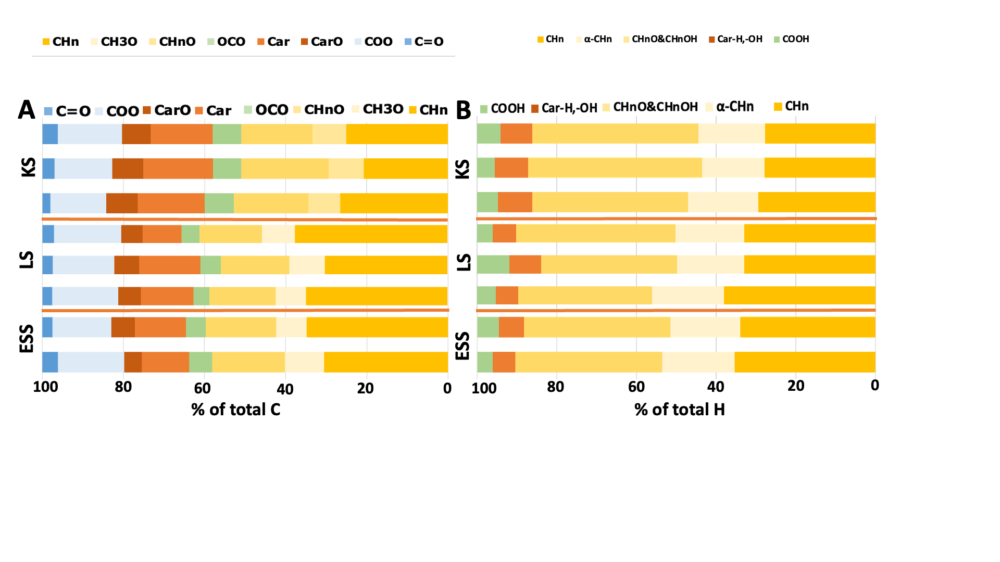 CHn CH3O CHnO OCO Car CarO COO C=O
CHn α-CHn CHnO&CHnOH Car-H,-OH COOH
A C=O COO CarO Car OCO CHnO CH3O CHn
KS
LS
ESS
100 80 60 40 20 0
% of total C
B COOH Car-H,-OH CHnO&CHnOH α-CHn CHn
KS
LS
ESS
100 80 60 40 20 0
% of total H